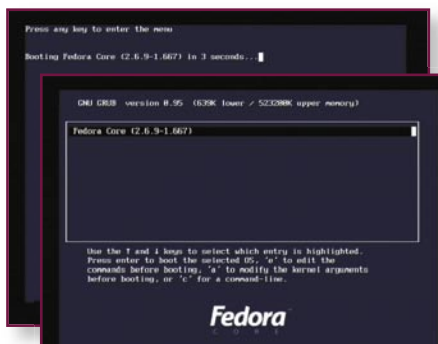 Press any key to enter the menu
Booting Fedora Core (2.6.9-1.667) in 3 seconds...
GNU GRUB version 0.95 (639K lower / 523200K upper memory)
Fedora Core (2.6.9-1.667)
Use the ↑ and ↓ keys to select which entry is highlighted.
Press enter to boot the selected OS, 'e' to edit the
commands before booting, 'a' to modify the kernel arguments
before booting, or 'c' for a command-line.
Fedora
CORE